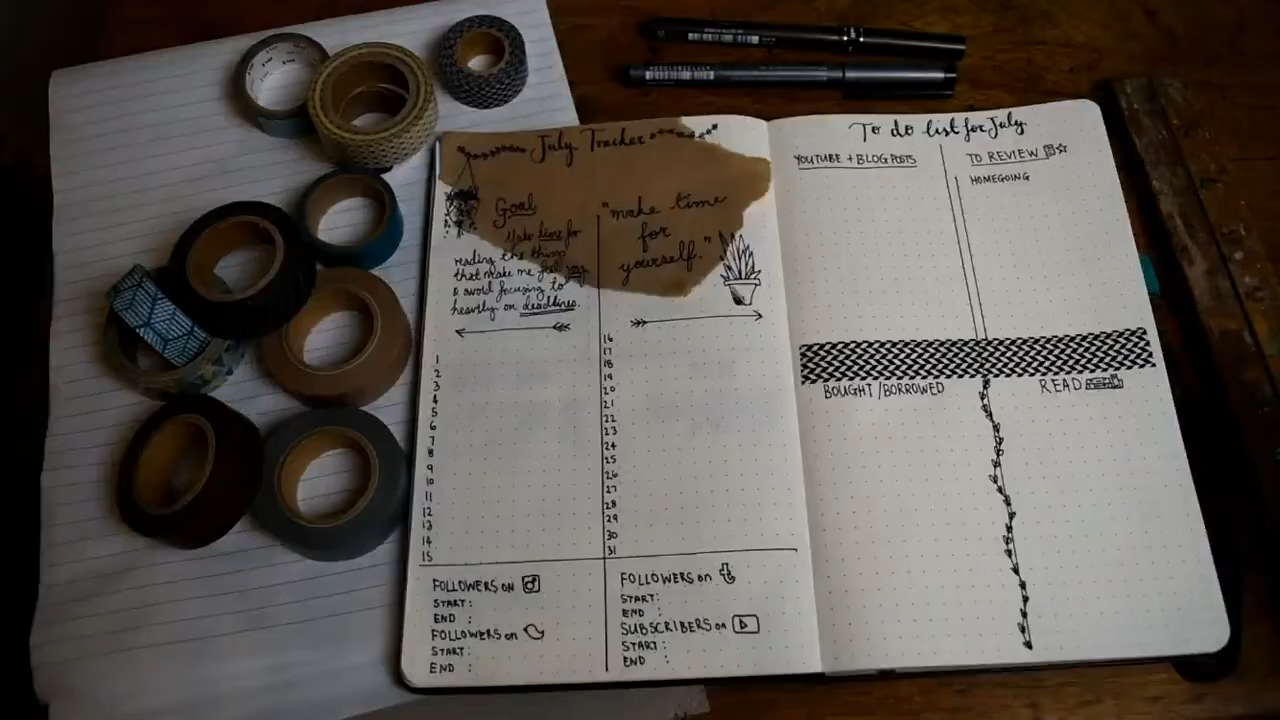 July Tracker
Goal
Make time for
reading the things
that make me feel
& avoid focusing to
heavily on deadlines.
"make time
for
yourself."
1
2
3
4
5
6
7
8
9
10
11
12
13
14
15
16
17
18
19
20
21
22
23
24
25
26
27
28
29
30
31
FOLLOWERS on
START:
END :
FOLLOWERS on
START:
END :
FOLLOWERS on t
START:
END :
SUBSCRIBERS on
START:
END :
To do list for July
YOUTUBE + BLOGPOSTS
TO REVIEW
HOMEGOING
BOUGHT/BORROWED
READ